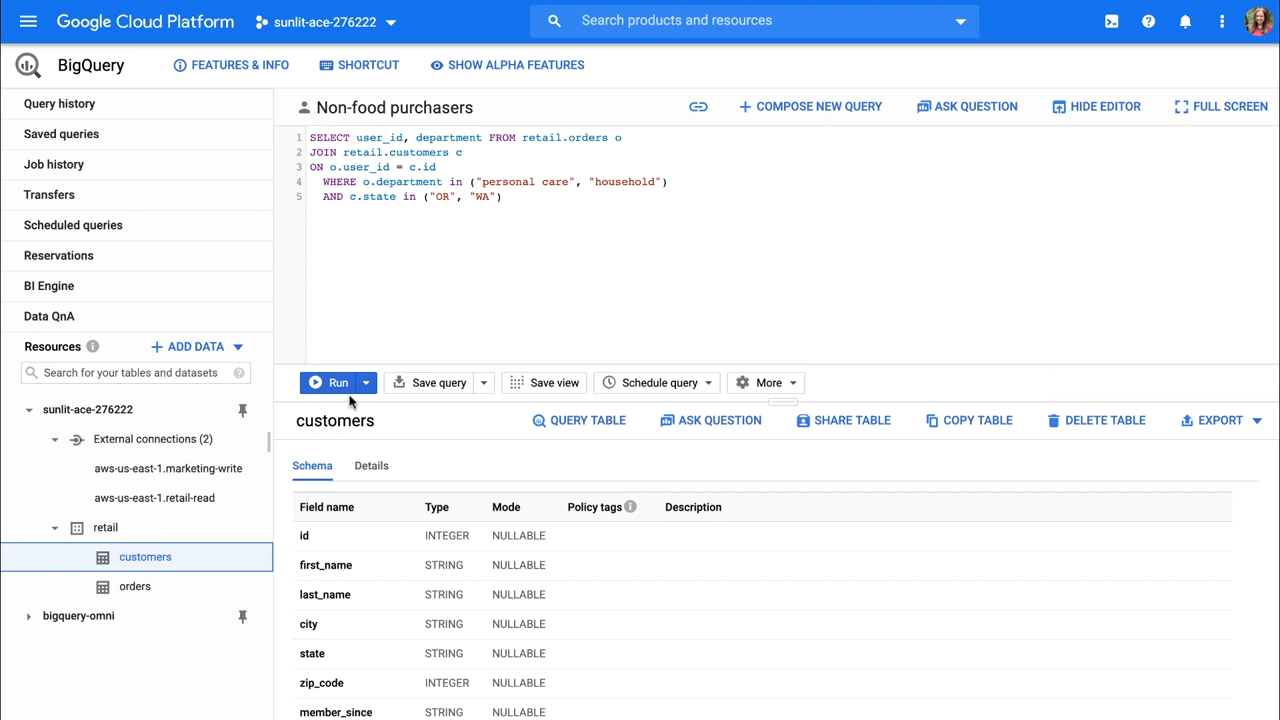 Google Cloud Platform sunlit-ace-276222 Search products and resources
BigQuery FEATURES & INFO SHORTCUT SHOW ALPHA FEATURES
Query history
Saved queries
Job history
Transfers
Scheduled queries
Reservations
BI Engine
Data QnA
Resources ADD DATA
Search for your tables and datasets
sunlit-ace-276222
External connections (2)
aws-us-east-1.marketing-write
aws-us-east-1.retail-read
retail
customers
orders
bigquery-omni
Non-food purchasers COMPOSE NEW QUERY ASK QUESTION HIDE EDITOR FULL SCREEN
1 SELECT user_id, department FROM retail.orders o
2 JOIN retail.customers c
3 ON o.user_id = c.id
4 WHERE o.department in ("personal care", "household")
5 AND c.state in ("OR", "WA")
Run Save query Save view Schedule query More
customers QUERY TABLE ASK QUESTION SHARE TABLE COPY TABLE DELETE TABLE EXPORT
Schema Details
Field name Type Mode Policy tags Description
id INTEGER NULLABLE
first_name STRING NULLABLE
last_name STRING NULLABLE
city STRING NULLABLE
state STRING NULLABLE
zip_code INTEGER NULLABLE
member_since STRING NULLABLE